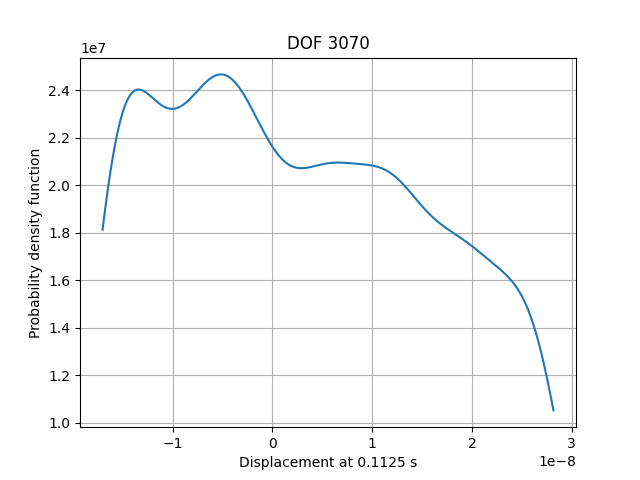 DOF 3070
1e7
2.4
2.2
2.0
1.8
1.6
1.4
1.2
1.0
Probability density function
−1 0 1 2 3
1e−8
Displacement at 0.1125 s